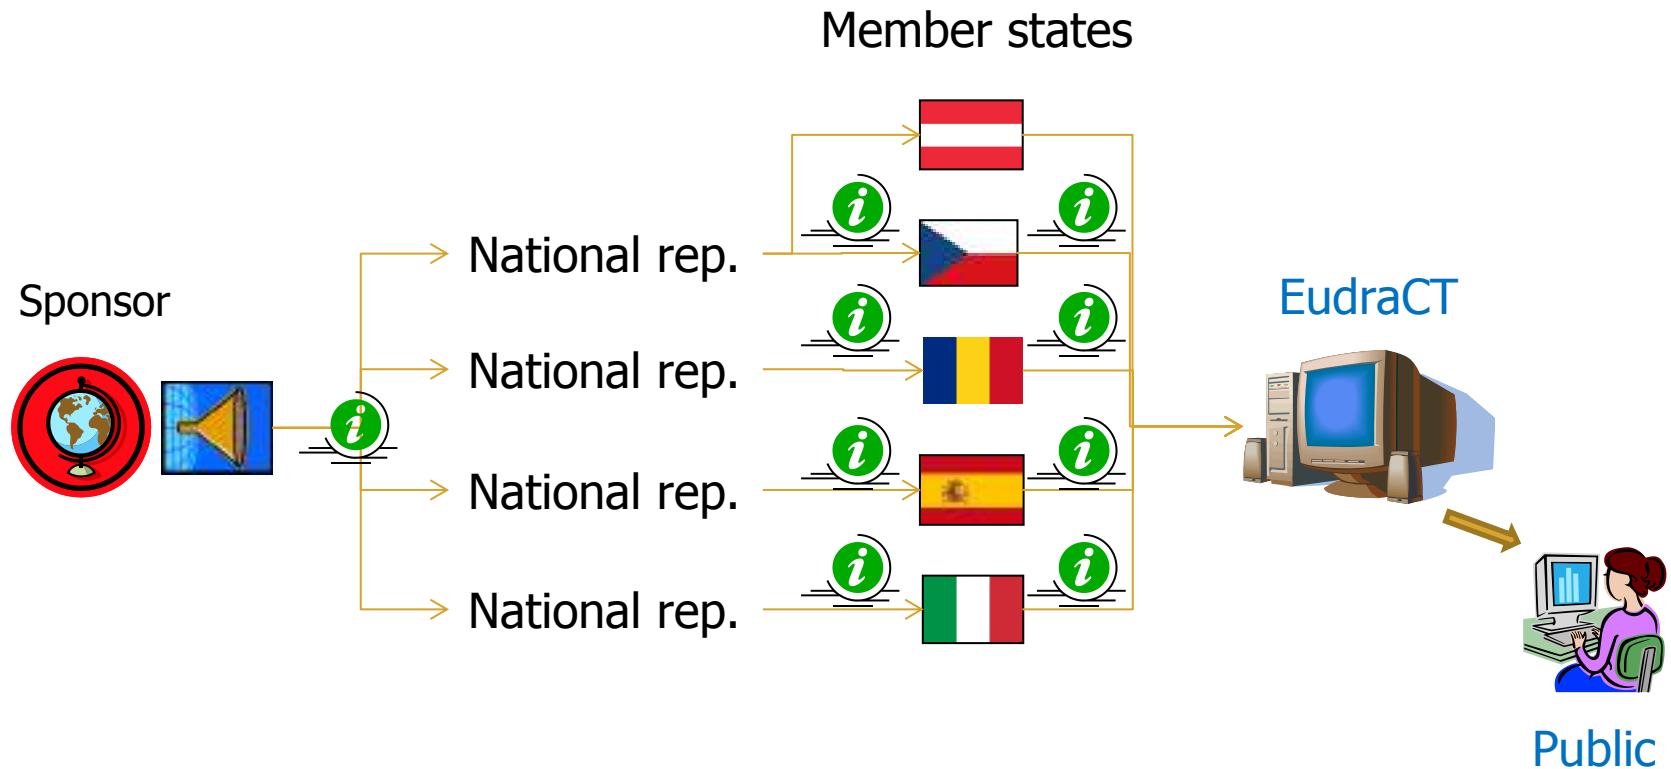 Member states
National rep.
Sponsor
EudraCT
National rep.
National rep.
National rep.
Public